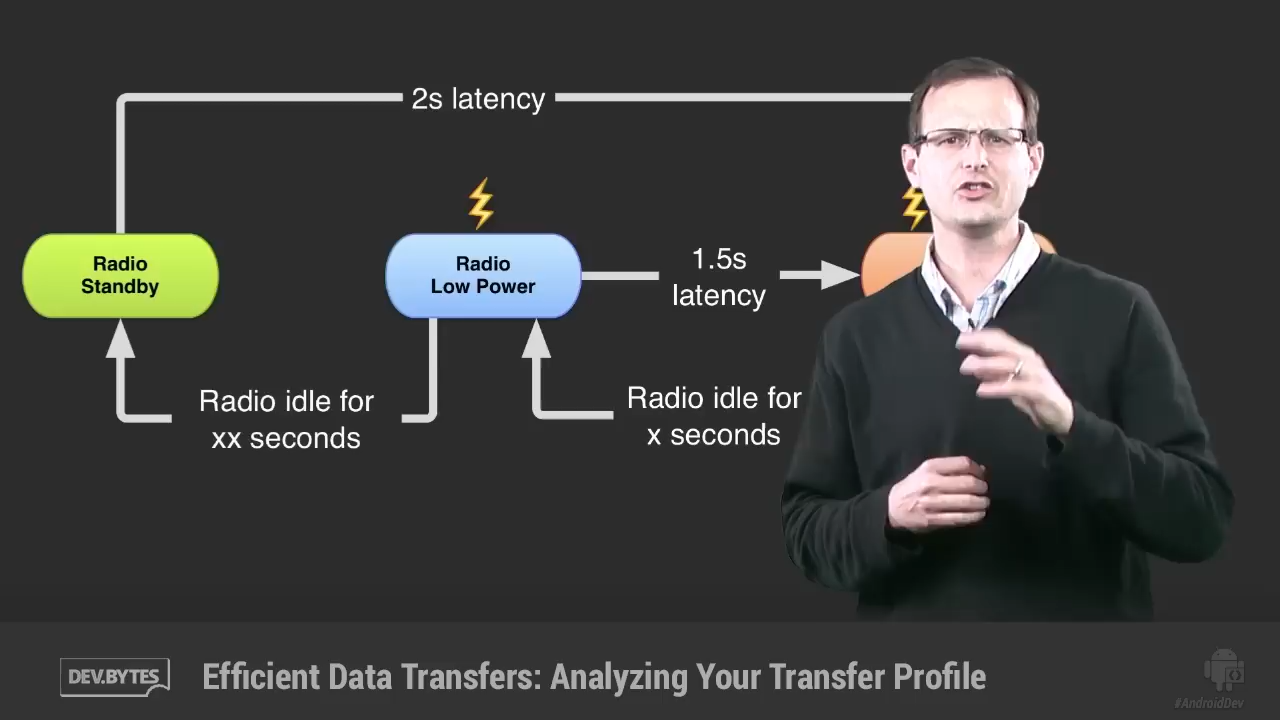 2s latency
Radio
Standby
Radio
Low Power
1.5s
latency
Radio idle for
xx seconds
Radio idle for
x seconds
DEV.BYTES
Efficient Data Transfers: Analyzing Your Transfer Profile
#AndroidDev